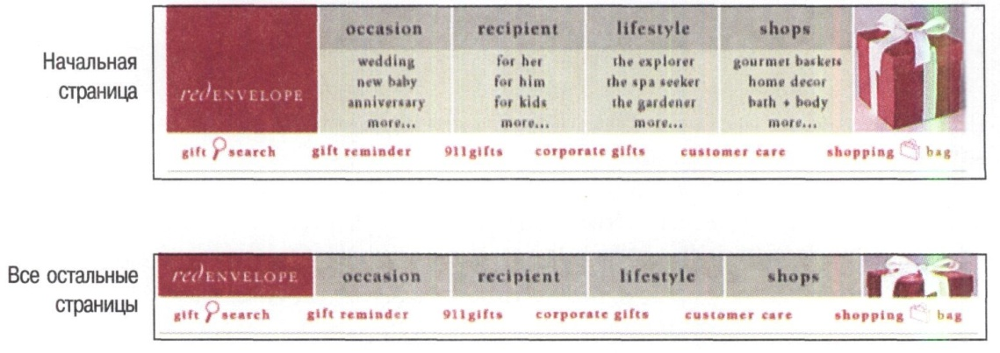 Начальная
страница
redENVELOPE
occasion recipient lifestyle shops
wedding for her the explorer gourmet baskets
new baby for him the spa seeker home decor
anniversary for kids the gardener bath + body
more... more... more... more...
gift search gift reminder 911gifts corporate gifts customer care shopping bag
Все остальные
страницы
redENVELOPE occasion recipient lifestyle shops
gift search gift reminder 911gifts corporate gifts customer care shopping bag